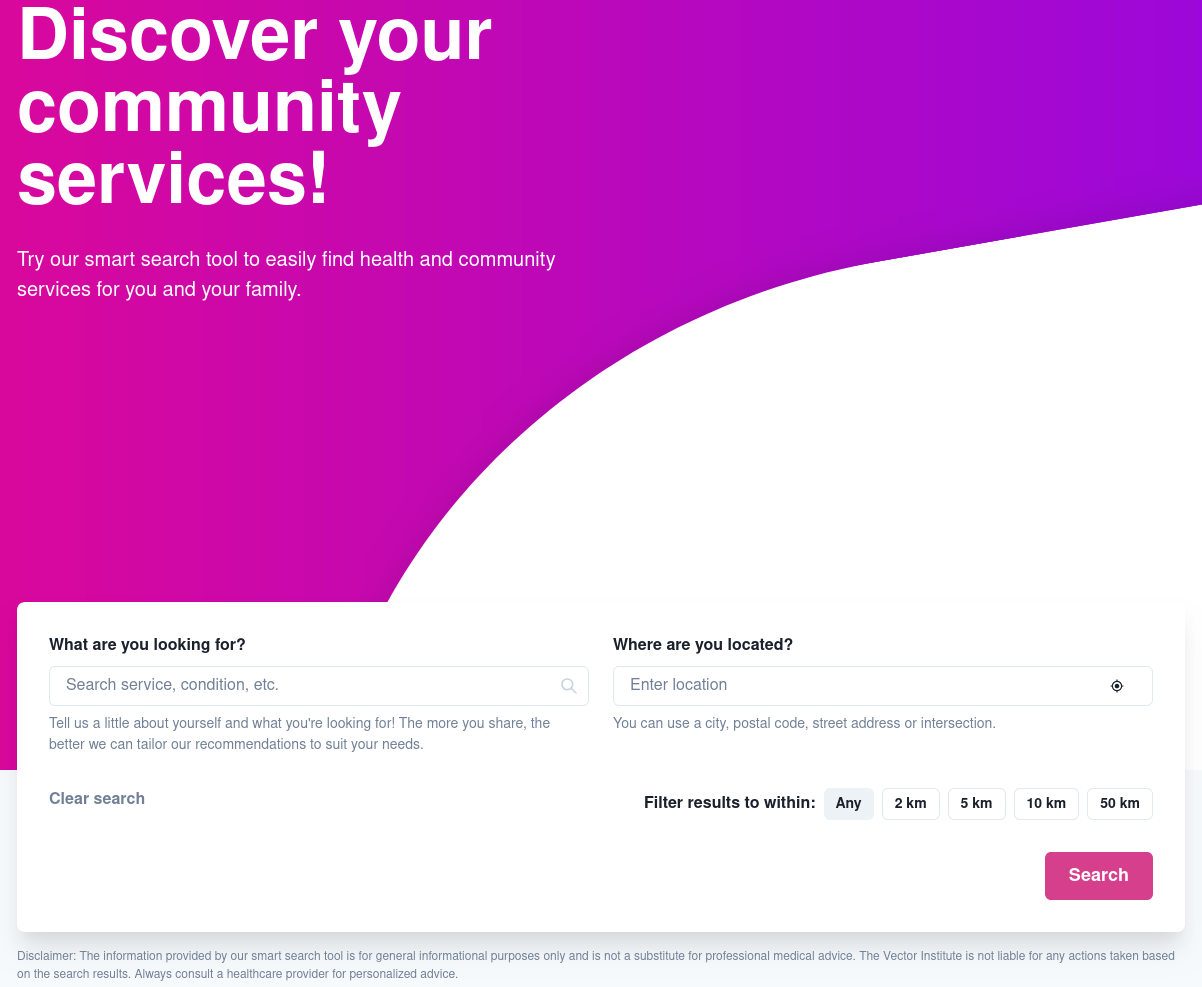 Discover your
community
services!
Try our smart search tool to easily find health and community
services for you and your family.
What are you looking for?
Search service, condition, etc.
Tell us a little about yourself and what you're looking for! The more you share, the
better we can tailor our recommendations to suit your needs.
Where are you located?
Enter location
You can use a city, postal code, street address or intersection.
Clear search
Filter results to within: Any 2 km 5 km 10 km 50 km
Search
Disclaimer: The information provided by our smart search tool is for general informational purposes only and is not a substitute for professional medical advice. The Vector Institute is not liable for any actions taken based
on the search results. Always consult a healthcare provider for personalized advice.